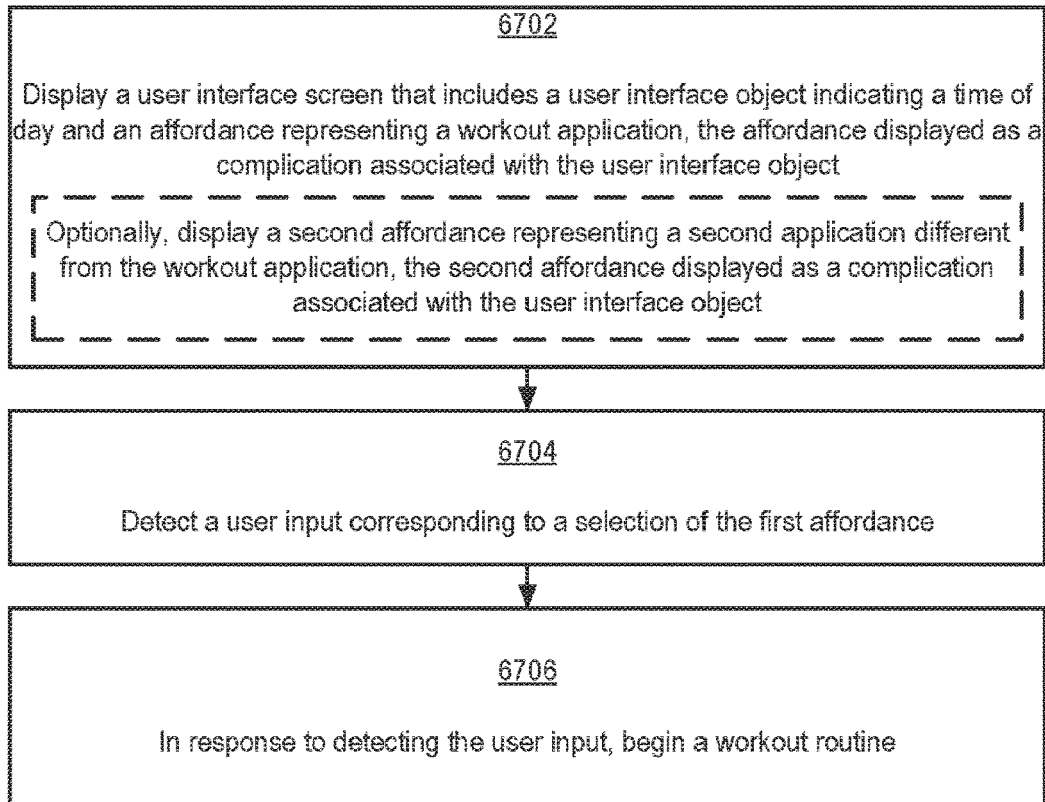 6702
Display a user interface screen that includes a user interface object indicating a time of
day and an affordance representing a workout application, the affordance displayed as a
complication associated with the user interface object
Optionally, display a second affordance representing a second application different
from the workout application, the second affordance displayed as a complication
associated with the user interface object
6704
Detect a user input corresponding to a selection of the first affordance
6706
In response to detecting the user input, begin a workout routine